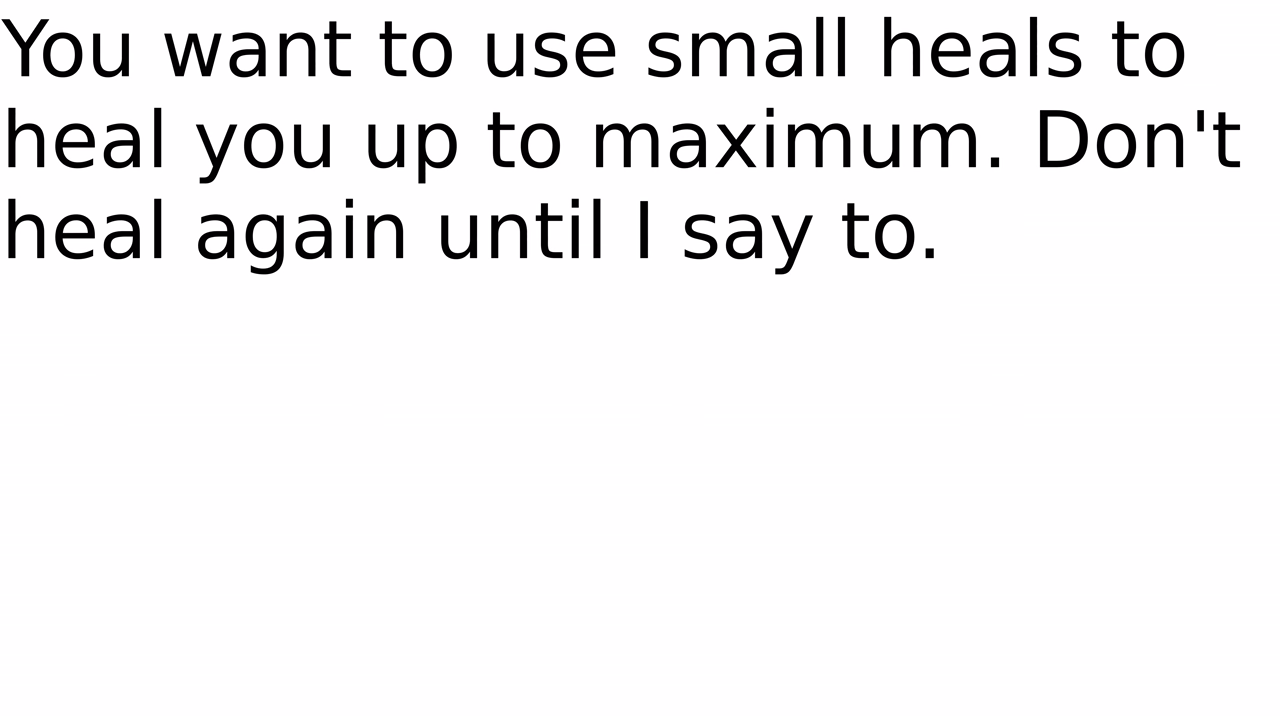 You want to use small heals to
heal you up to maximum. Don't
heal again until I say to.